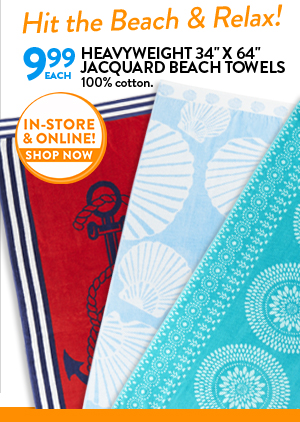 Hit the Beach & Relax!
9.99 EACH
HEAVYWEIGHT 34" X 64"
JACQUARD BEACH TOWELS
100% cotton.
IN-STORE
& ONLINE!
SHOP NOW